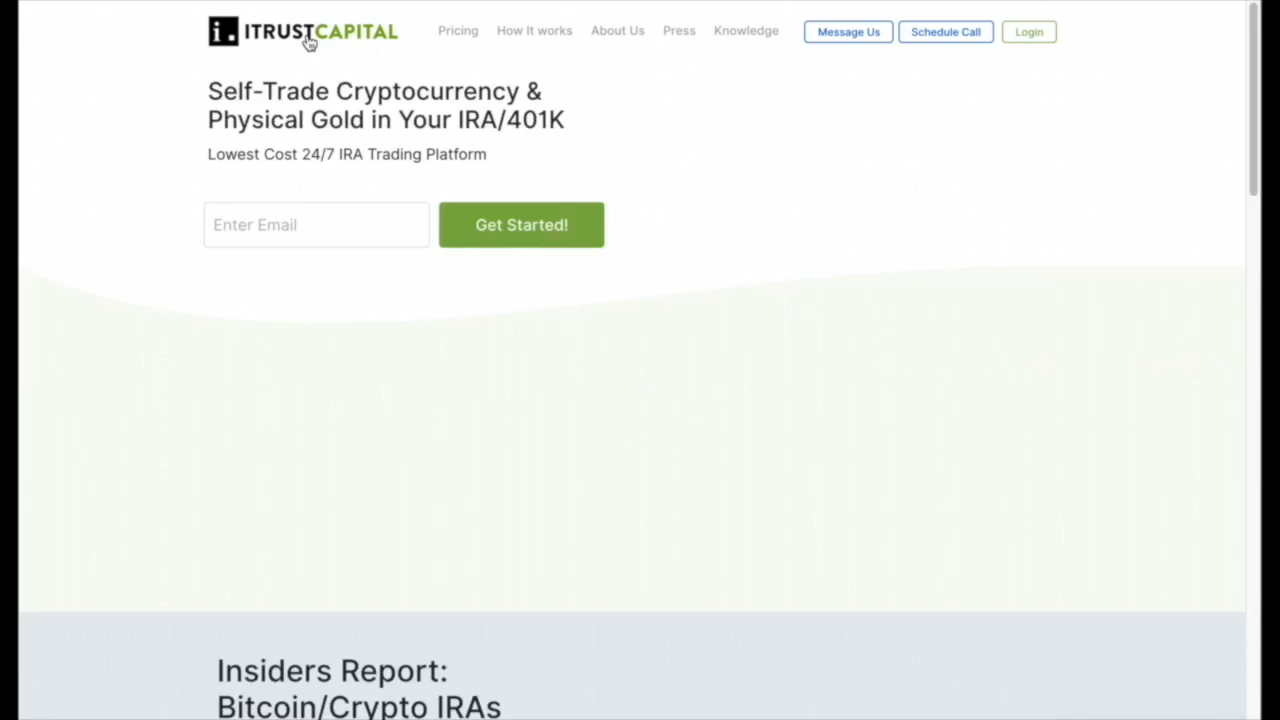 i. ITRUSTCAPITAL
Pricing
How It works
About Us
Press
Knowledge
Message Us
Schedule Call
Login
Self-Trade Cryptocurrency &
Physical Gold in Your IRA/401K
Lowest Cost 24/7 IRA Trading Platform
Enter Email
Get Started!
Insiders Report:
Bitcoin/Crypto IRAs